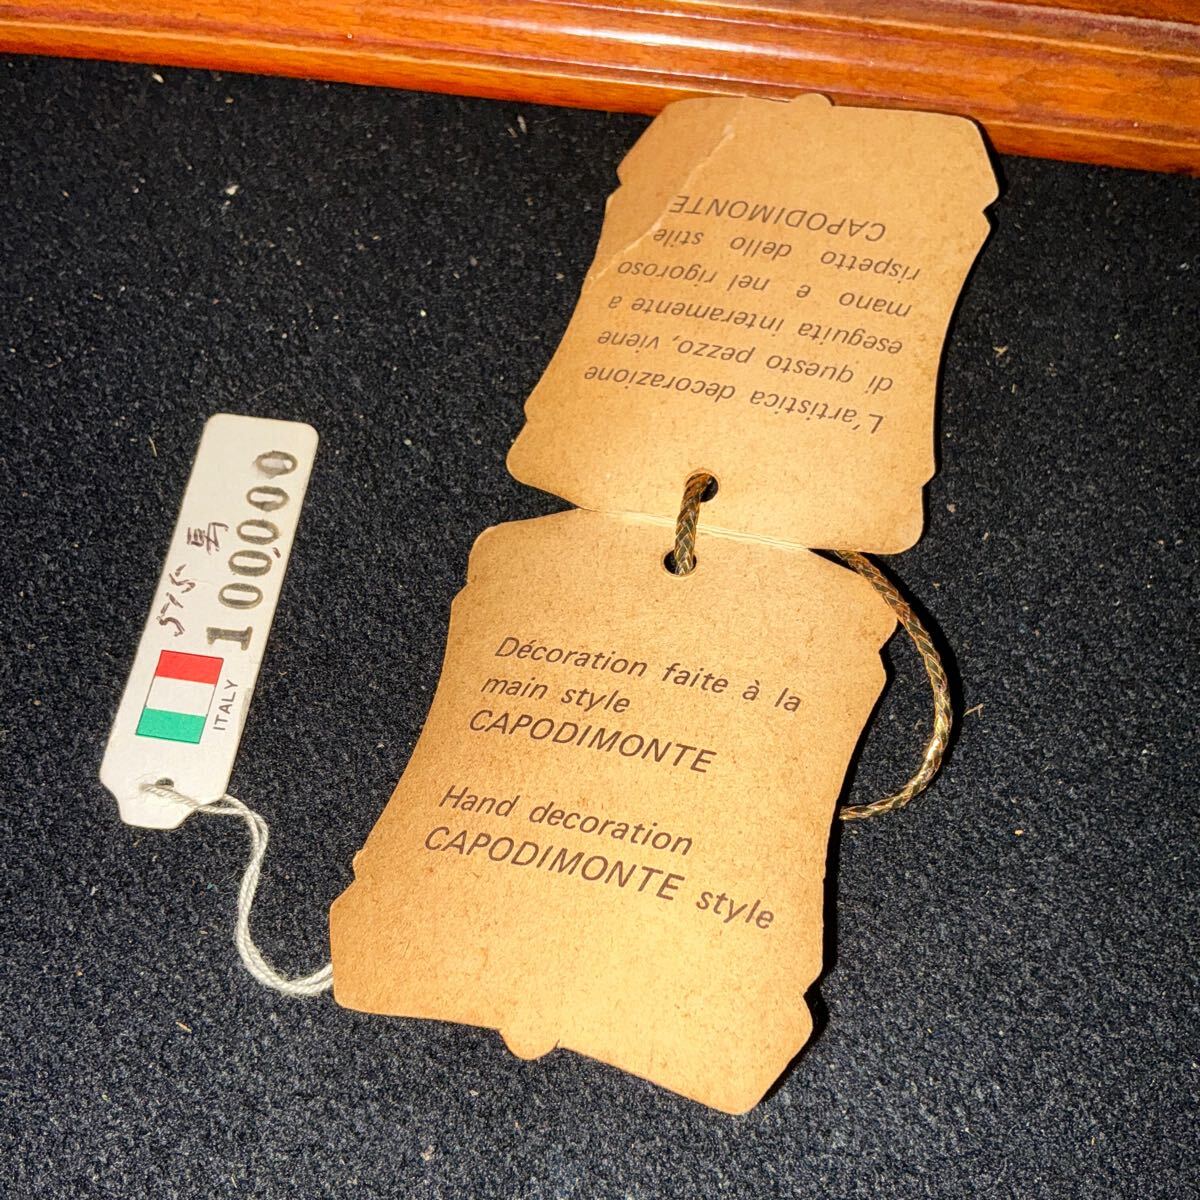 L'artistica decorazione
di questo pezzo, viene
eseguita interamente a
mano e nel rigoroso
rispetto dello stile
CAPODIMONTE
Décoration faite à la
main style
CAPODIMONTE
Hand decoration
CAPODIMONTE style
100,000
ITALY